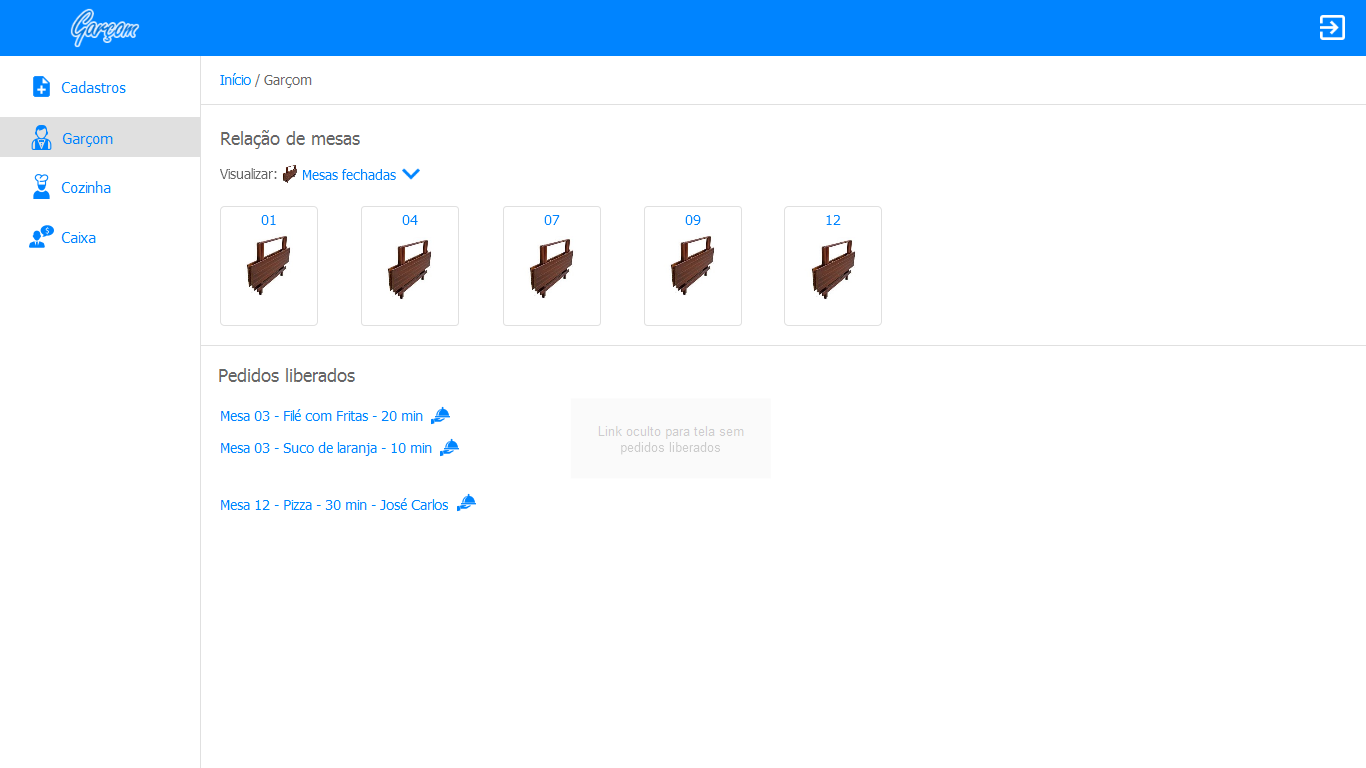 Garçom
Cadastros
Garçom
Cozinha
Caixa
Início / Garçom
Relação de mesas
Visualizar: Mesas fechadas
01 04 07 09 12
Pedidos liberados
Mesa 03 - Filé com Fritas - 20 min
Mesa 03 - Suco de laranja - 10 min
Mesa 12 - Pizza - 30 min - José Carlos
Link oculto para tela sem
pedidos liberados